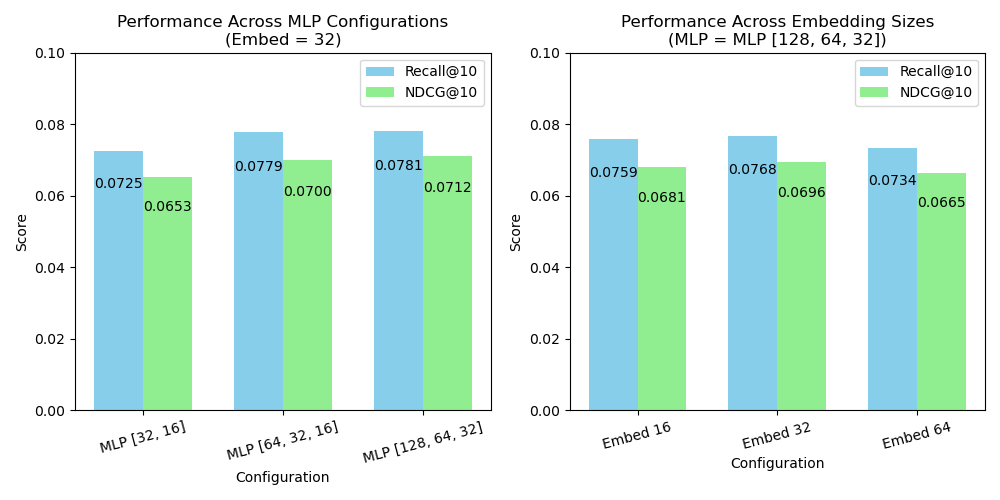 Performance Across MLP Configurations
(Embed = 32)
Score
0.10
0.08
0.06
0.04
0.02
0.00
Recall@10
NDCG@10
0.0725
0.0653
0.0779
0.0700
0.0781
0.0712
MLP [32, 16]
MLP [64, 32, 16]
MLP [128, 64, 32]
Configuration
Performance Across Embedding Sizes
(MLP = MLP [128, 64, 32])
Score
0.10
0.08
0.06
0.04
0.02
0.00
Recall@10
NDCG@10
0.0759
0.0681
0.0768
0.0696
0.0734
0.0665
Embed 16
Embed 32
Embed 64
Configuration